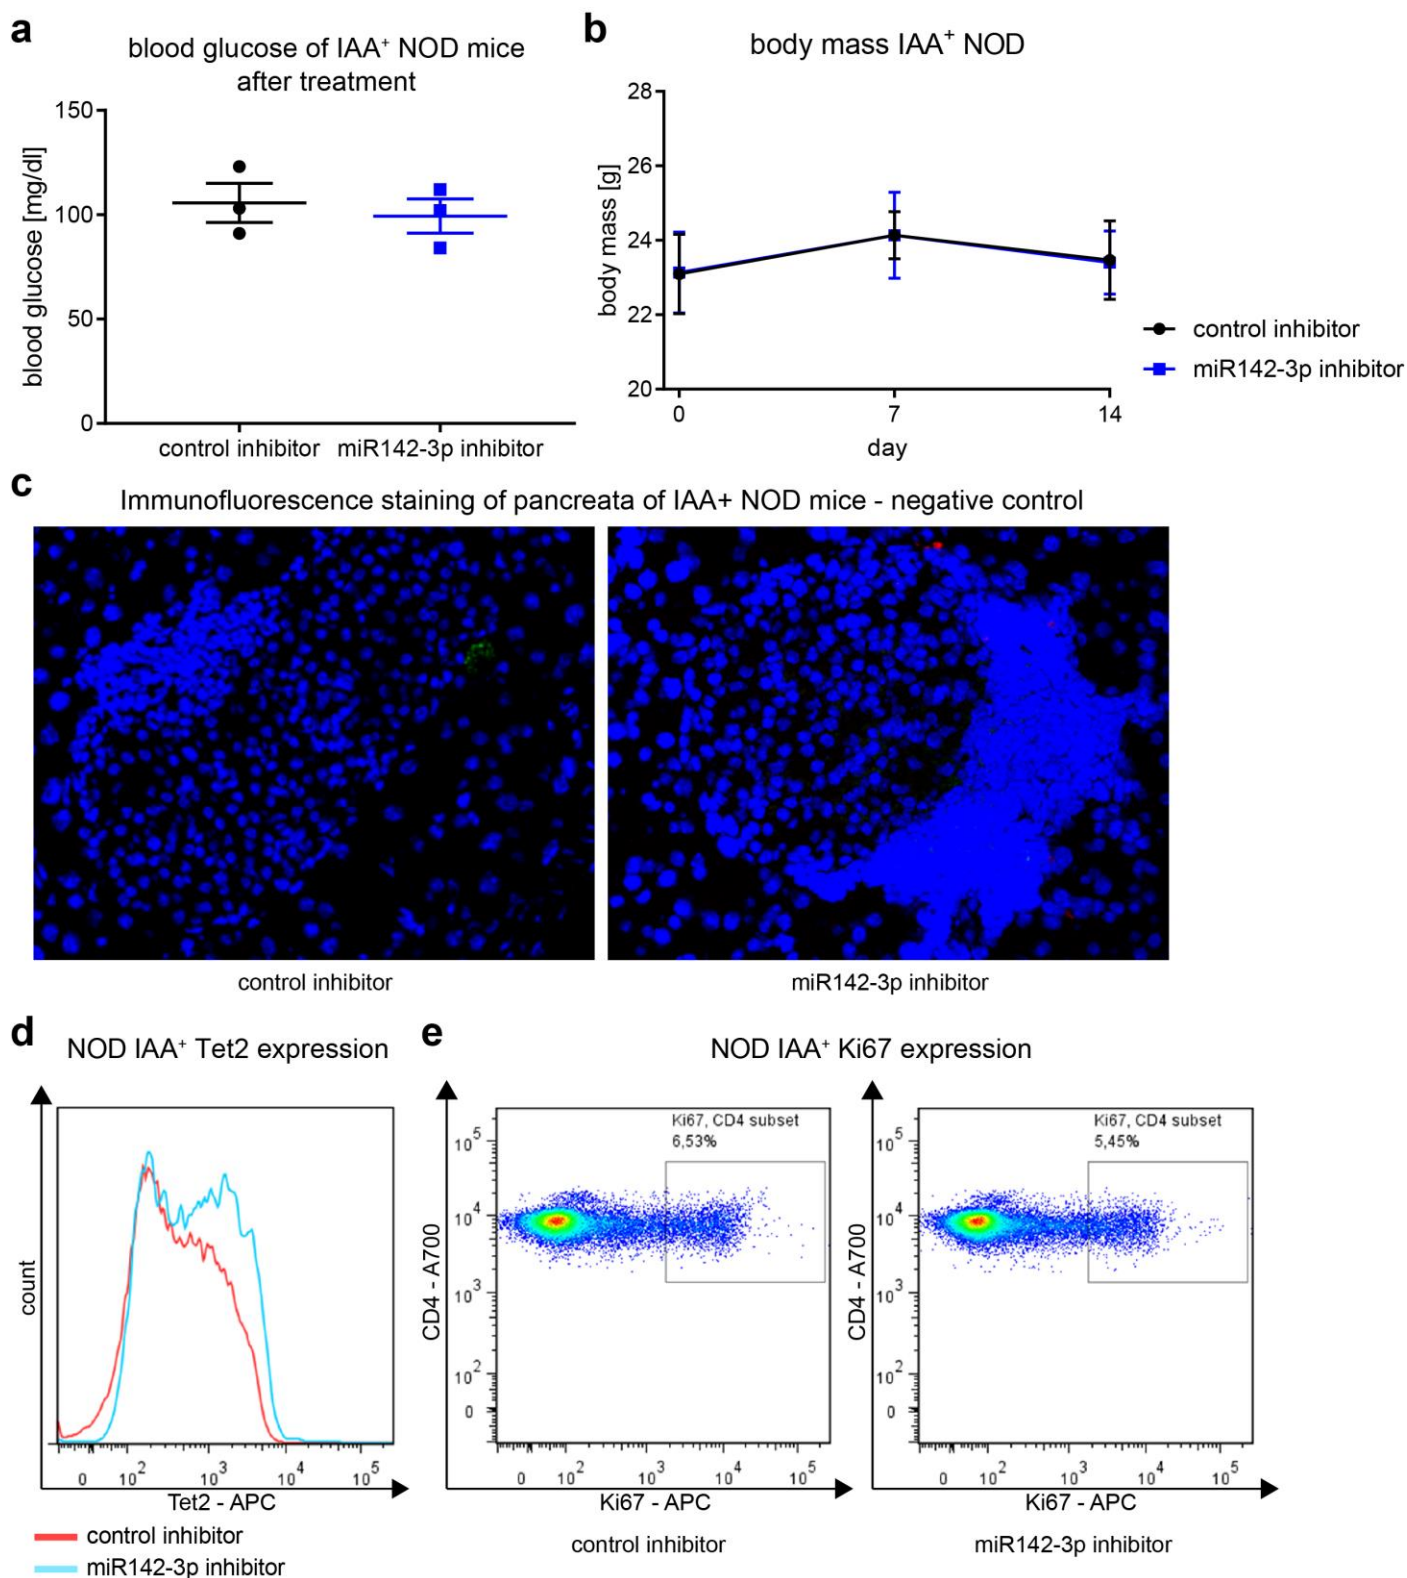 a
blood glucose of IAA⁺ NOD mice
after treatment
blood glucose [mg/dl]
150
100
50
0
control inhibitor
miR142-3p inhibitor
b
body mass IAA⁺ NOD
body mass [g]
28
26
24
22
20
0
7
14
day
control inhibitor
miR142-3p inhibitor
c
Immunofluorescence staining of pancreata of IAA+ NOD mice - negative control
control inhibitor
miR142-3p inhibitor
d
NOD IAA⁺ Tet2 expression
count
0
10²
10³
10⁴
10⁵
Tet2 - APC
control inhibitor
miR142-3p inhibitor
e
NOD IAA⁺ Ki67 expression
CD4 - A700
10⁵
10⁴
10³
10²
0
Ki67, CD4 subset
6,53%
0
10²
10³
10⁴
10⁵
Ki67 - APC
control inhibitor
CD4 - A700
10⁵
10⁴
10³
10²
0
Ki67, CD4 subset
5,45%
0
10²
10³
10⁴
10⁵
Ki67 - APC
miR142-3p inhibitor